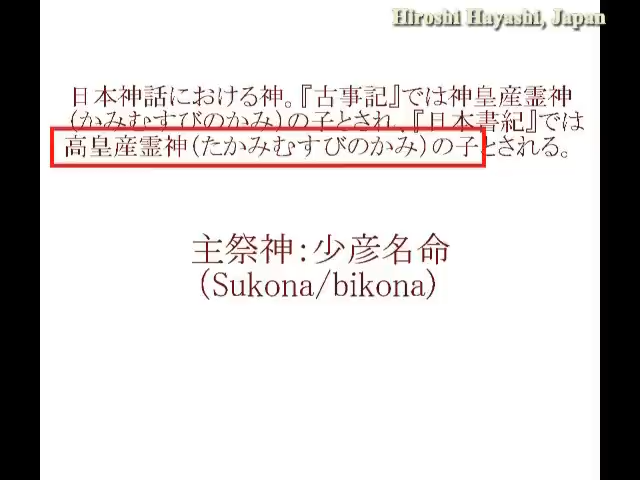 Hiroshi Hayashi, Japan
日本神話における神。『古事記』では神皇産霊神
(かみむすびのかみ)の子とされ、『日本書紀』では
高皇産霊神(たかみむすびのかみ)の子とされる。
主祭神:少彦名命
(Sukona/bikona)